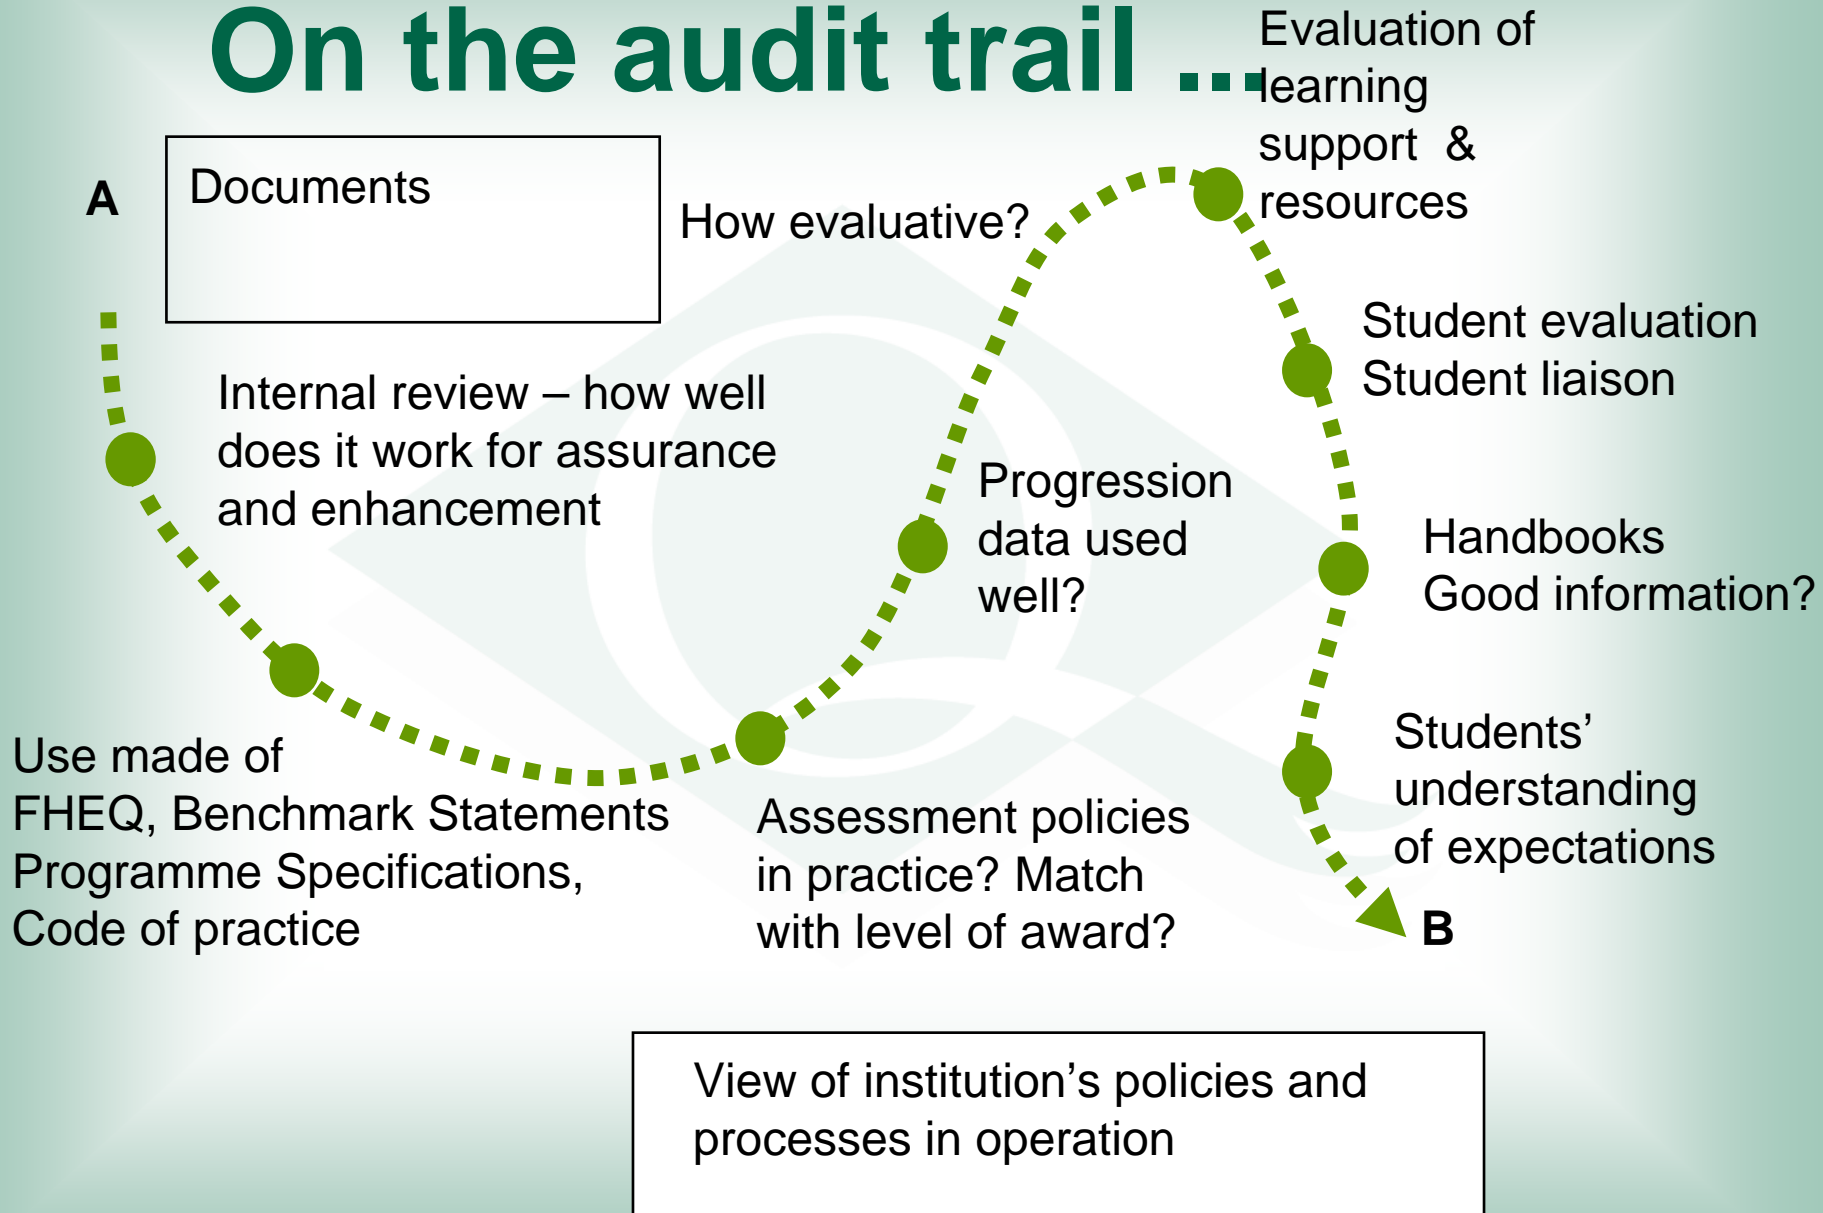 On the audit trail ...
A
Documents
How evaluative?
Internal review – how well
does it work for assurance
and enhancement
Use made of
FHEQ, Benchmark Statements
Programme Specifications,
Code of practice
Assessment policies
in practice? Match
with level of award?
Progression
data used
well?
Evaluation of
learning
support &
resources
Student evaluation
Student liaison
Handbooks
Good information?
Students’
understanding
of expectations
B
View of institution’s policies and
processes in operation